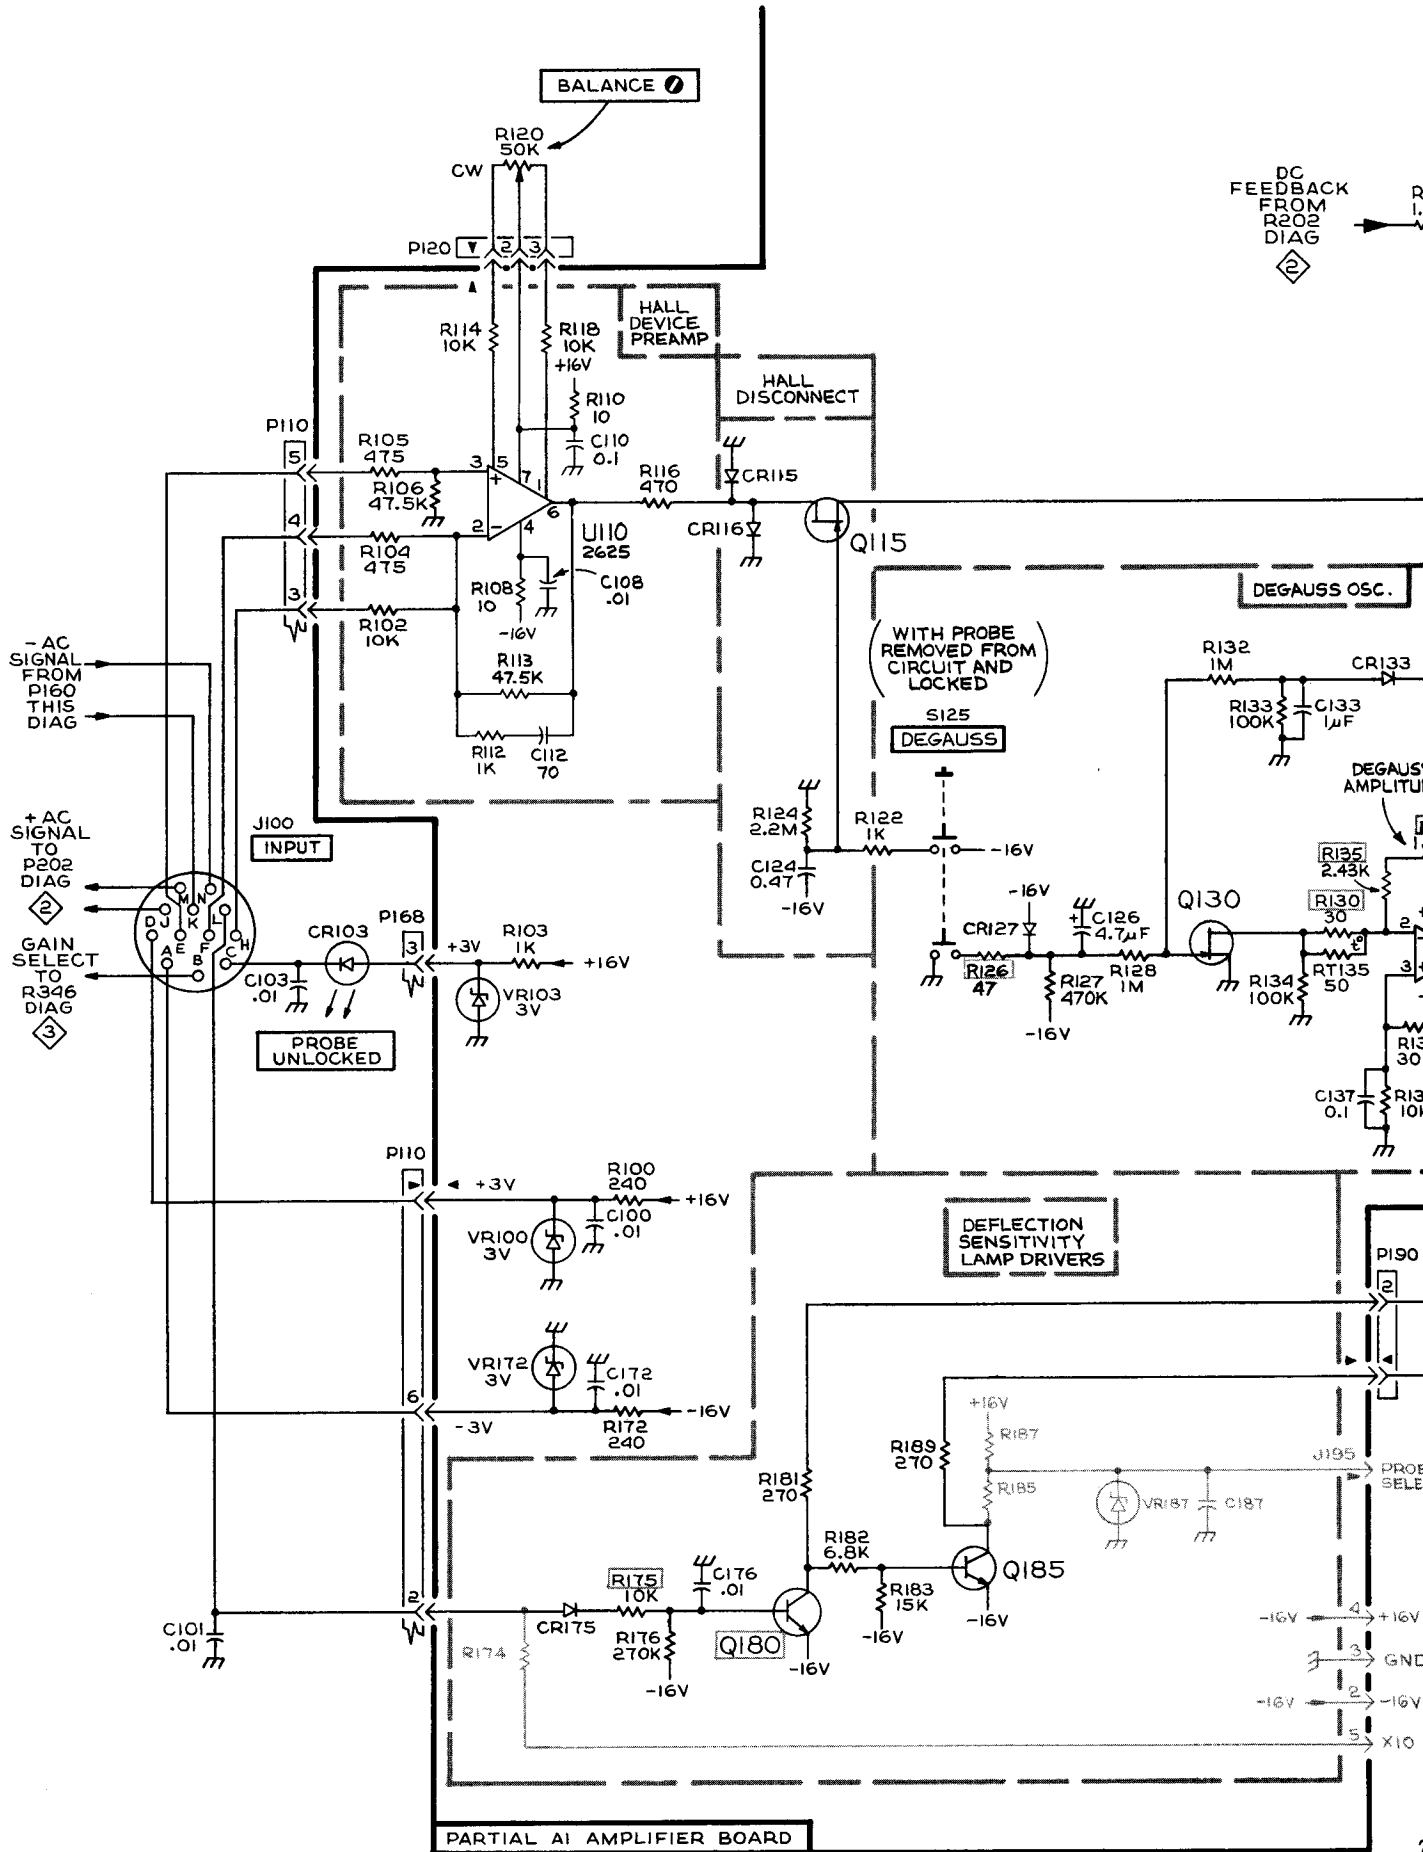 BALANCE
R120
50K
CW
P120
2
3
DC
FEEDBACK
FROM
R202
DIAG
2
HALL
DEVICE
PREAMP
R114
10K
R118
10K
+16V
R110
10
C110
0.1
HALL
DISCONNECT
P110
5
R105
475
R106
47.5K
3
5
+
7
1
6
4
2
-
U110
2625
R116
470
CR115
CR116
Q115
4
R104
475
R108
10
-16V
C108
.01
3
R102
10K
R113
47.5K
R112
1K
C112
70
DEGAUSS OSC.
(WITH PROBE
REMOVED FROM
CIRCUIT AND
LOCKED)
S125
DEGAUSS
R132
1M
CR133
R133
100K
C133
1µF
-AC
SIGNAL
FROM
P160
THIS
DIAG
+AC
SIGNAL
TO
P202
DIAG
2
GAIN
SELECT
TO
R346
DIAG
3
J100
INPUT
M
N
D
J
K
L
A
E
F
C
H
B
R124
2.2M
R122
1K
-16V
C124
0.47
-16V
R135
2.43K
R130
30
2
3
RT135
50
t°
R134
100K
Q130
-16V
CR127
+
C126
4.7µF
R126
47
R127
470K
-16V
R128
1M
C137
0.1
CR103
P168
3
+3V
R103
1K
+16V
C103
.01
VR103
3V
PROBE
UNLOCKED
P110
+3V
R100
240
+16V
C100
.01
VR100
3V
VR172
3V
C172
.01
6
-3V
R172
240
-16V
DEFLECTION
SENSITIVITY
LAMP DRIVERS
P190
2
+16V
R187
R189
270
R185
VR187
C187
J195
R181
270
R182
6.8K
R183
15K
-16V
Q185
-16V
C101
.01
2
R174
CR175
R175
10K
R176
270K
-16V
C176
.01
Q180
-16V
-16V
4
+16V
3
GND
-16V
2
-16V
5
X10
PARTIAL A1 AMPLIFIER BOARD